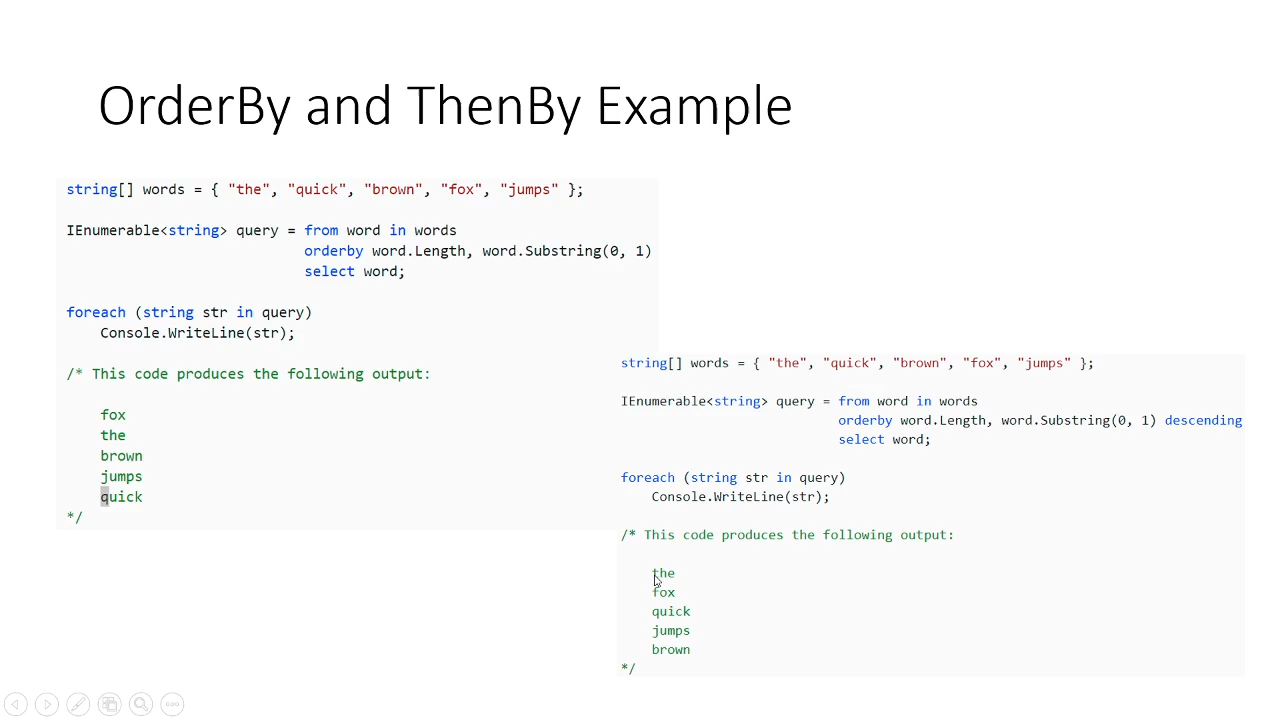 OrderBy and ThenBy Example
string[] words = { "the", "quick", "brown", "fox", "jumps" };
IEnumerable<string> query = from word in words
orderby word.Length, word.Substring(0, 1)
select word;
foreach (string str in query)
Console.WriteLine(str);
/* This code produces the following output:
fox
the
brown
jumps
quick
*/
string[] words = { "the", "quick", "brown", "fox", "jumps" };
IEnumerable<string> query = from word in words
orderby word.Length, word.Substring(0, 1) descending
select word;
foreach (string str in query)
Console.WriteLine(str);
/* This code produces the following output:
the
fox
quick
jumps
brown
*/